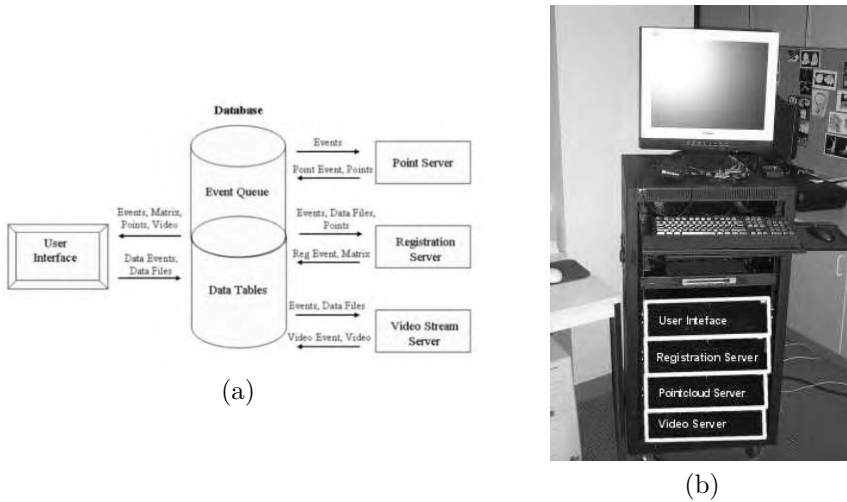 Database
Event Queue
Data Tables
Events
Point Event, Points
Point Server
Events, Matrix,
Points, Video
Data Events,
Data Files
User
Interface
Events, Data Files,
Points
Reg Event, Matrix
Registration
Server
Events, Data Files
Video Event, Video
Video Stream
Server
(a)
User Inteface
Registration Server
Pointcloud Server
Video Server
(b)